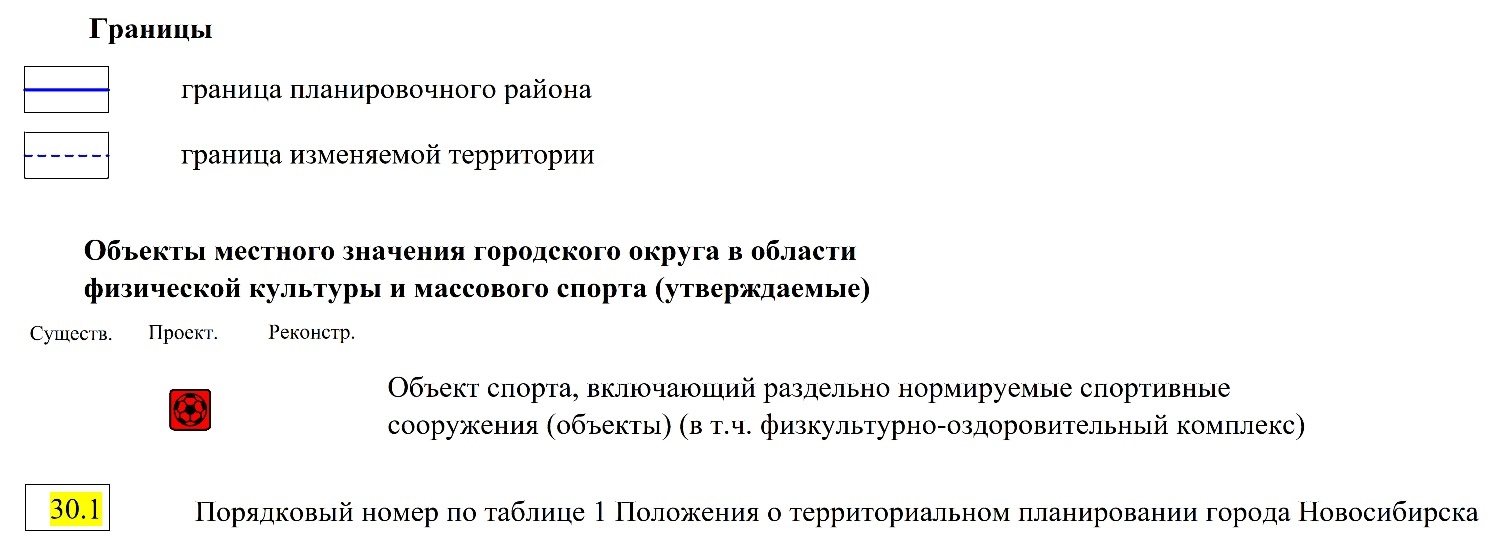 Границы
граница планировочного района
граница изменяемой территории
Объекты местного значения городского округа в области
физической культуры и массового спорта (утверждаемые)
Существ. Проект. Реконстр.
Объект спорта, включающий раздельно нормируемые спортивные
сооружения (объекты) (в т.ч. физкультурно-оздоровительный комплекс)
30.1 Порядковый номер по таблице 1 Положения о территориальном планировании города Новосибирска